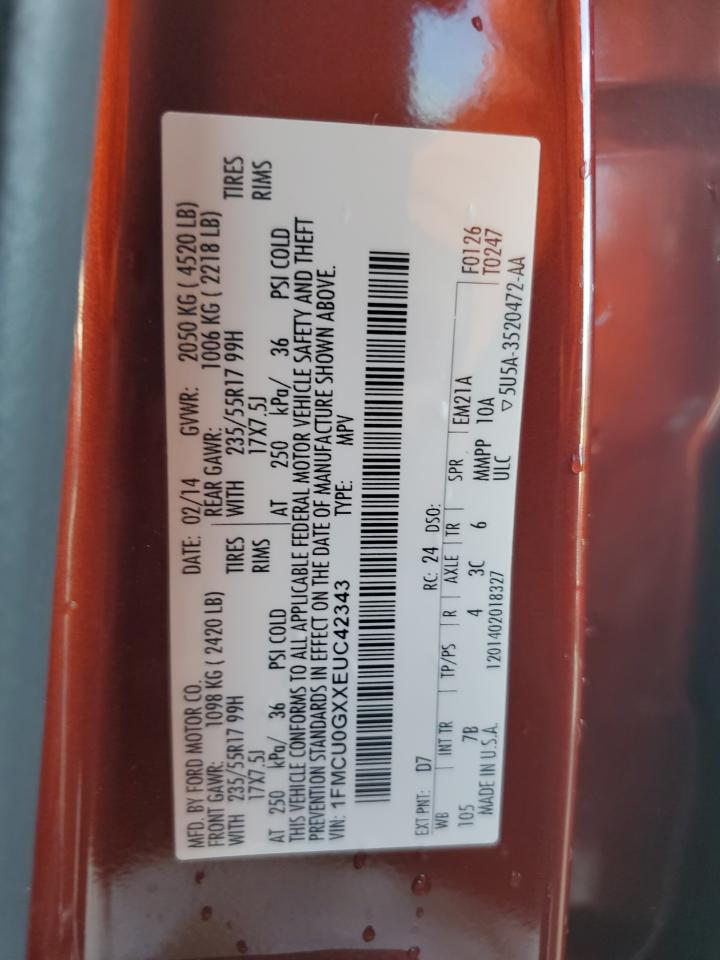 MFD. BY FORD MOTOR CO.
DATE: 02/14 GVWR: 2050 KG ( 4520 LB)
FRONT GAWR: 1098 KG ( 2420 LB) REAR GAWR: 1006 KG ( 2218 LB)
WITH 235/55R17 99H TIRES WITH 235/55R17 99H TIRES
17X7.5J RIMS 17X7.5J RIMS
AT 250 kPa/ 36 PSI COLD AT 250 kPa/ 36 PSI COLD
THIS VEHICLE CONFORMS TO ALL APPLICABLE FEDERAL MOTOR VEHICLE SAFETY AND THEFT
PREVENTION STANDARDS IN EFFECT ON THE DATE OF MANUFACTURE SHOWN ABOVE.
VIN: 1FMCU0GXXEUC42343 TYPE: MPV
EXT PNT: D7 RC: 24 DSO: F0126
WB INT TR TP/PS R AXLE TR SPR EM21A T0247
105 7B 4 3C 6 MMPP 10A
MADE IN U.S.A. 1201402018327 ULC ▽5U5A-3520472-AA